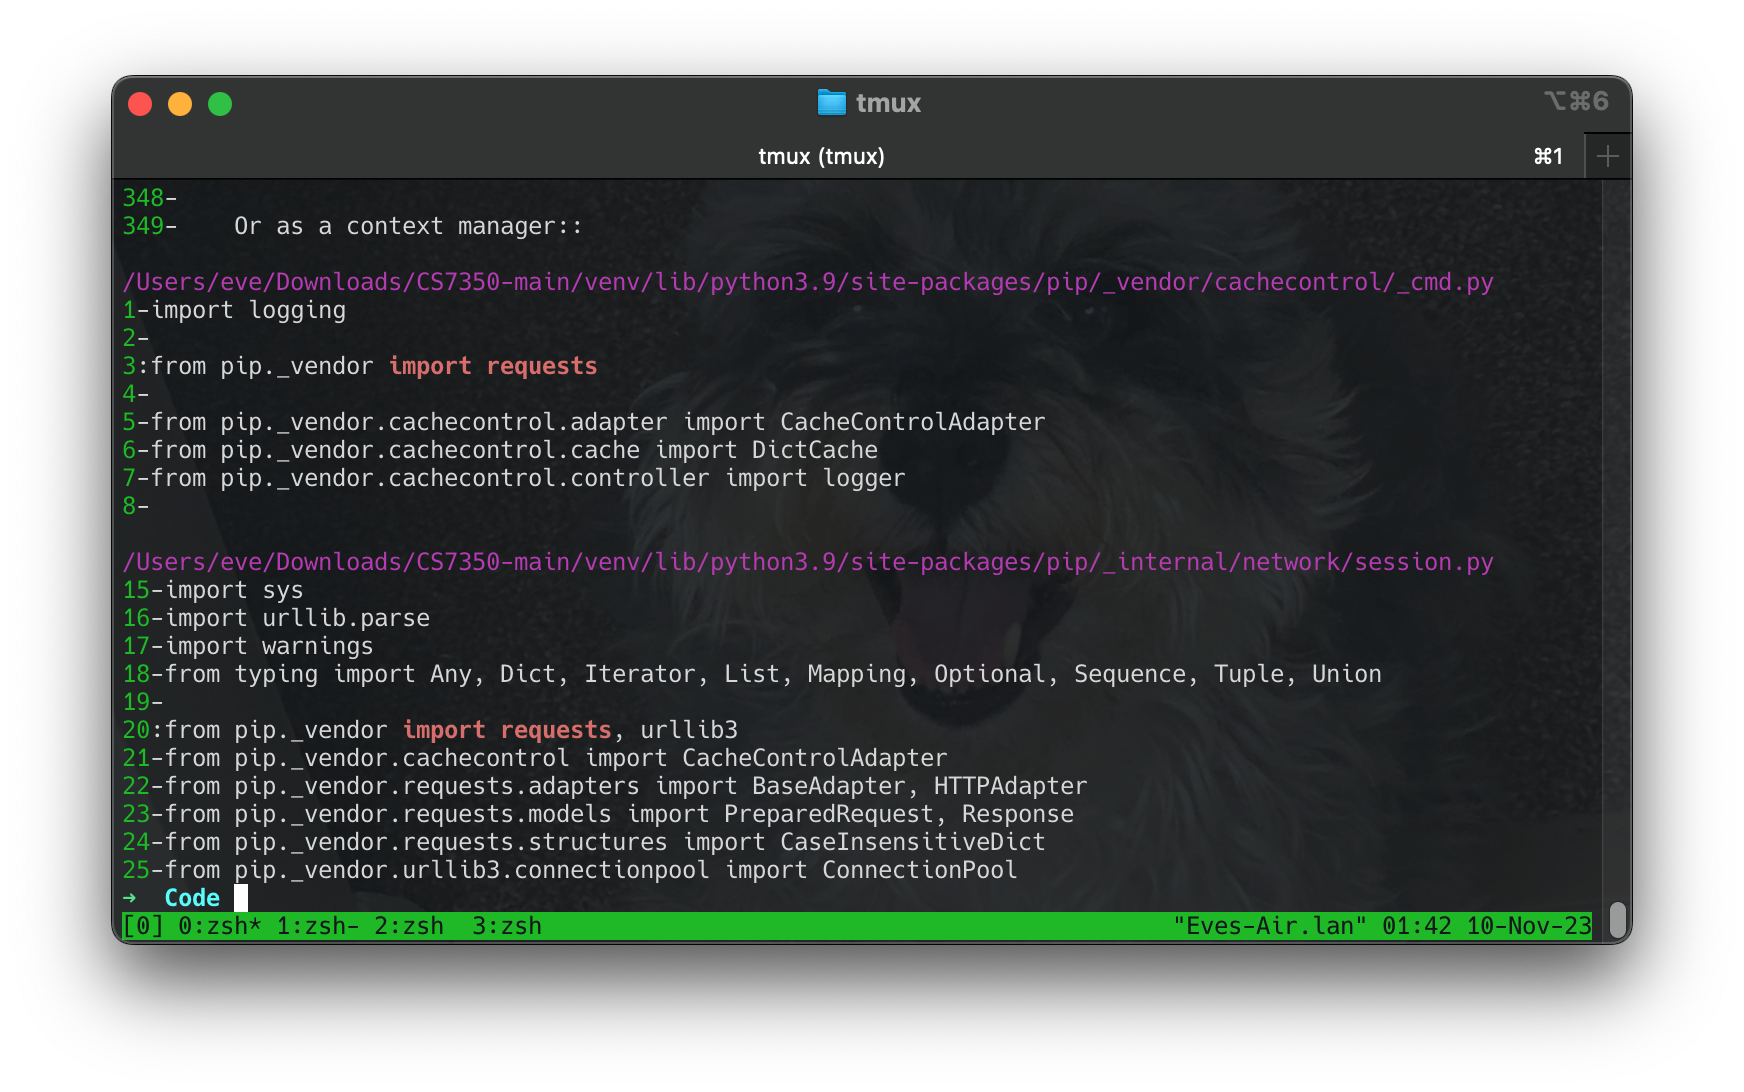 tmux
⌥⌘6
tmux (tmux)
⌘1
348-
349-    Or as a context manager::
/Users/eve/Downloads/CS7350-main/venv/lib/python3.9/site-packages/pip/_vendor/cachecontrol/_cmd.py
1-import logging
2-
3:from pip._vendor import requests
4-
5-from pip._vendor.cachecontrol.adapter import CacheControlAdapter
6-from pip._vendor.cachecontrol.cache import DictCache
7-from pip._vendor.cachecontrol.controller import logger
8-
/Users/eve/Downloads/CS7350-main/venv/lib/python3.9/site-packages/pip/_internal/network/session.py
15-import sys
16-import urllib.parse
17-import warnings
18-from typing import Any, Dict, Iterator, List, Mapping, Optional, Sequence, Tuple, Union
19-
20:from pip._vendor import requests, urllib3
21-from pip._vendor.cachecontrol import CacheControlAdapter
22-from pip._vendor.requests.adapters import BaseAdapter, HTTPAdapter
23-from pip._vendor.requests.models import PreparedRequest, Response
24-from pip._vendor.requests.structures import CaseInsensitiveDict
25-from pip._vendor.urllib3.connectionpool import ConnectionPool
→  Code
[0] 0:zsh* 1:zsh- 2:zsh  3:zsh "Eves-Air.lan" 01:42 10-Nov-23